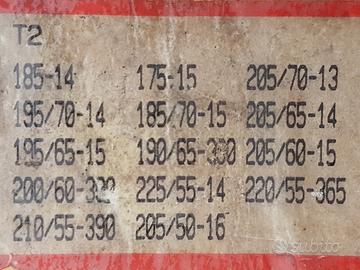 T2
185-14 175-15 205/70-13
195/70-14 185/70-15 205/65-14
195/65-15 190/65-390 205/60-15
200/60-390 225/55-14 220/55-365
210/55-390 205/50-16
subito